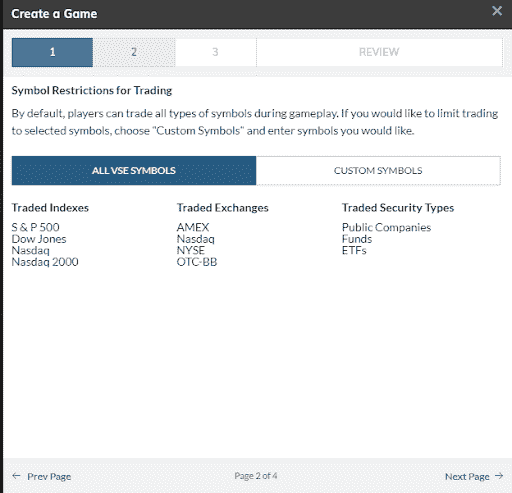 Create a Game
×
1 2 3 REVIEW
Symbol Restrictions for Trading
By default, players can trade all types of symbols during gameplay. If you would like to limit trading
to selected symbols, choose "Custom Symbols" and enter symbols you would like.
ALL VSE SYMBOLS CUSTOM SYMBOLS
Traded Indexes
S & P 500
Dow Jones
Nasdaq
Nasdaq 2000
Traded Exchanges
AMEX
Nasdaq
NYSE
OTC-BB
Traded Security Types
Public Companies
Funds
ETFs
← Prev Page Page 2 of 4 Next Page →